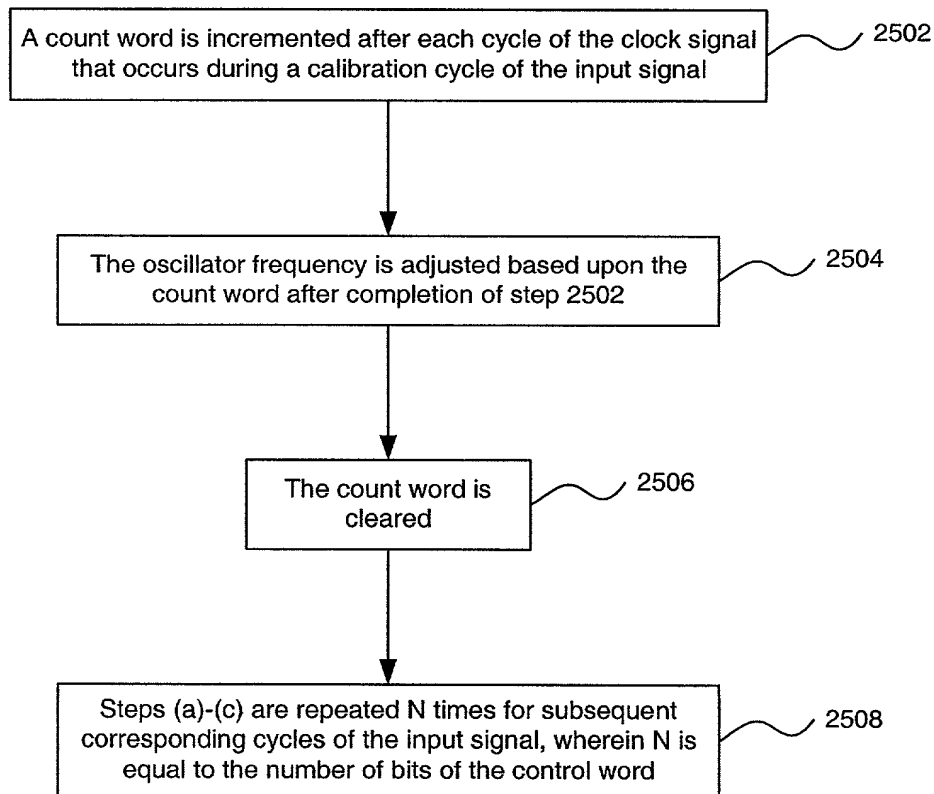 A count word is incremented after each cycle of the clock signal
that occurs during a calibration cycle of the input signal
2502
The oscillator frequency is adjusted based upon the
count word after completion of step 2502
2504
The count word is
cleared
2506
Steps (a)-(c) are repeated N times for subsequent
corresponding cycles of the input signal, wherein N is
equal to the number of bits of the control word
2508